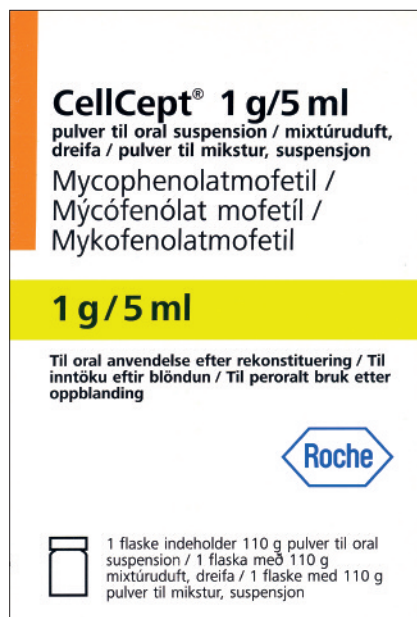 CellCept® 1 g/5 ml
pulver til oral suspension / mixtúruduft,
dreifa / pulver til mikstur, suspensjon
Mycophenolatmofetil /
Mýcófenólat mofetíl /
Mykofenolatmofetil
1 g/5 ml
Til oral anvendelse efter rekonstituering / Til
inntöku eftir blöndun / Til peroralt bruk etter
oppblanding
Roche
1 flaske indeholder 110 g pulver til oral
suspension / 1 flaska með 110 g
mixtúruduft, dreifa / 1 flaske med 110 g
pulver til mikstur, suspensjon